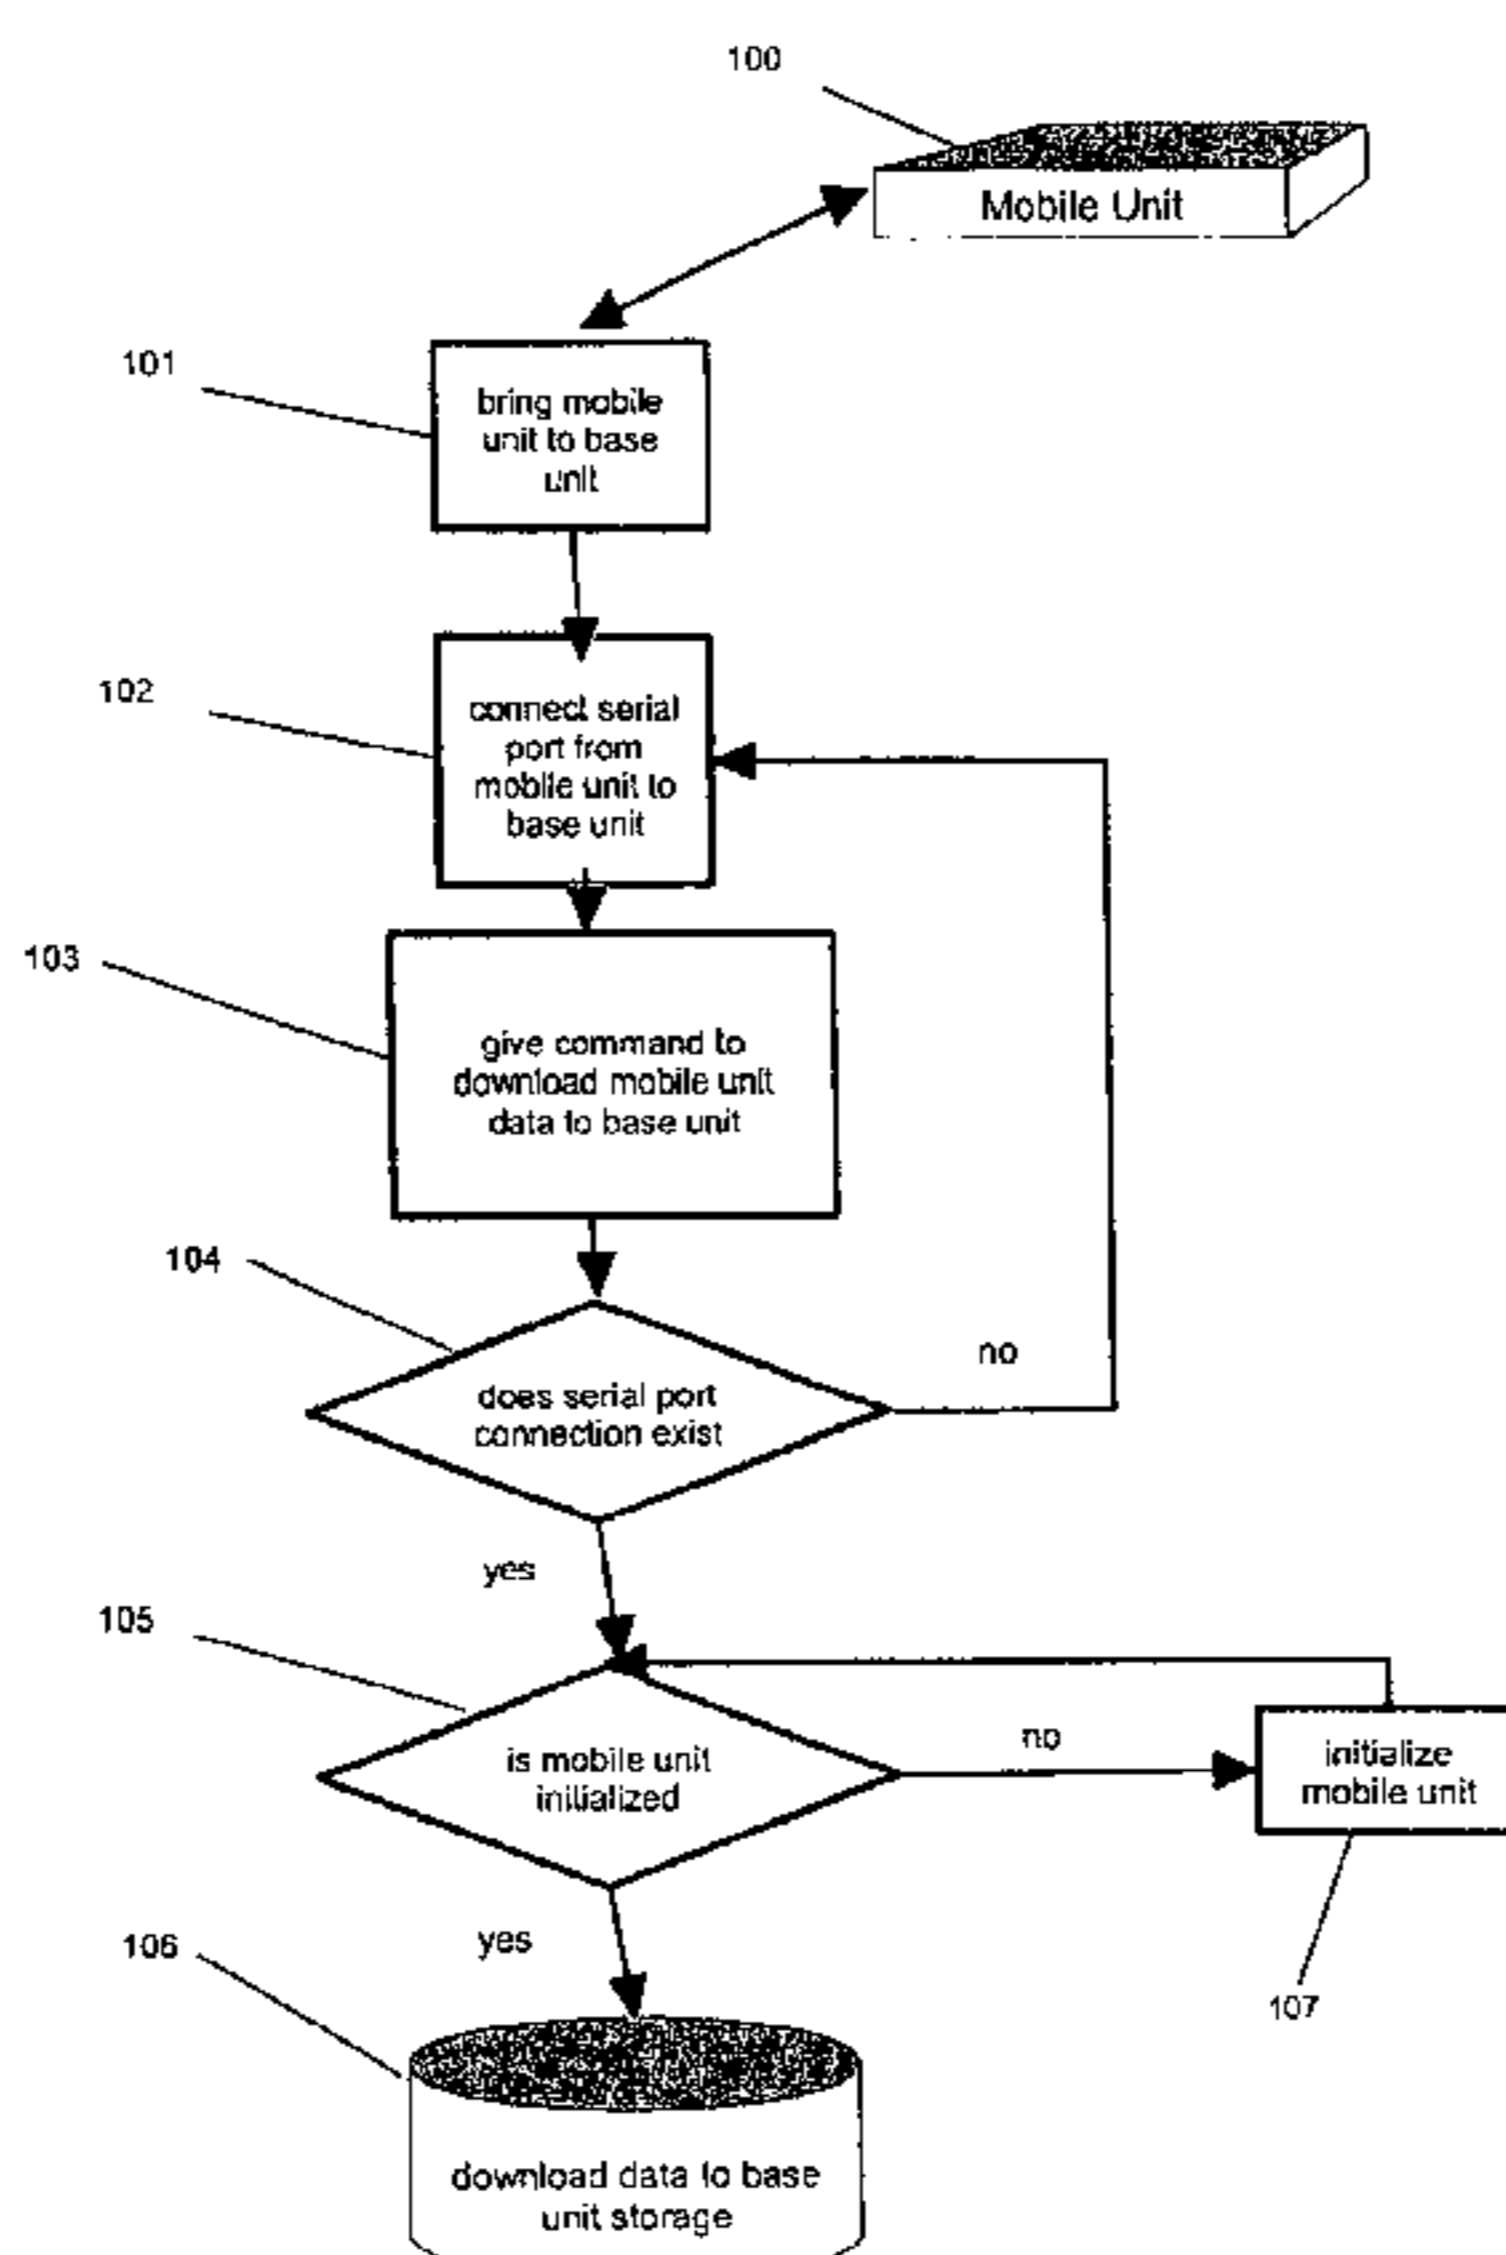 100
Mobile Unit
101
bring mobile
unit to base
unit
102
connect serial
port from
mobile unit to
base unit
103
give command to
download mobile unit
data to base unit
104
does serial port
connection exist
no
yes
105
is mobile unit
initialized
no
initialize
mobile unit
107
yes
106
download data to base
unit storage